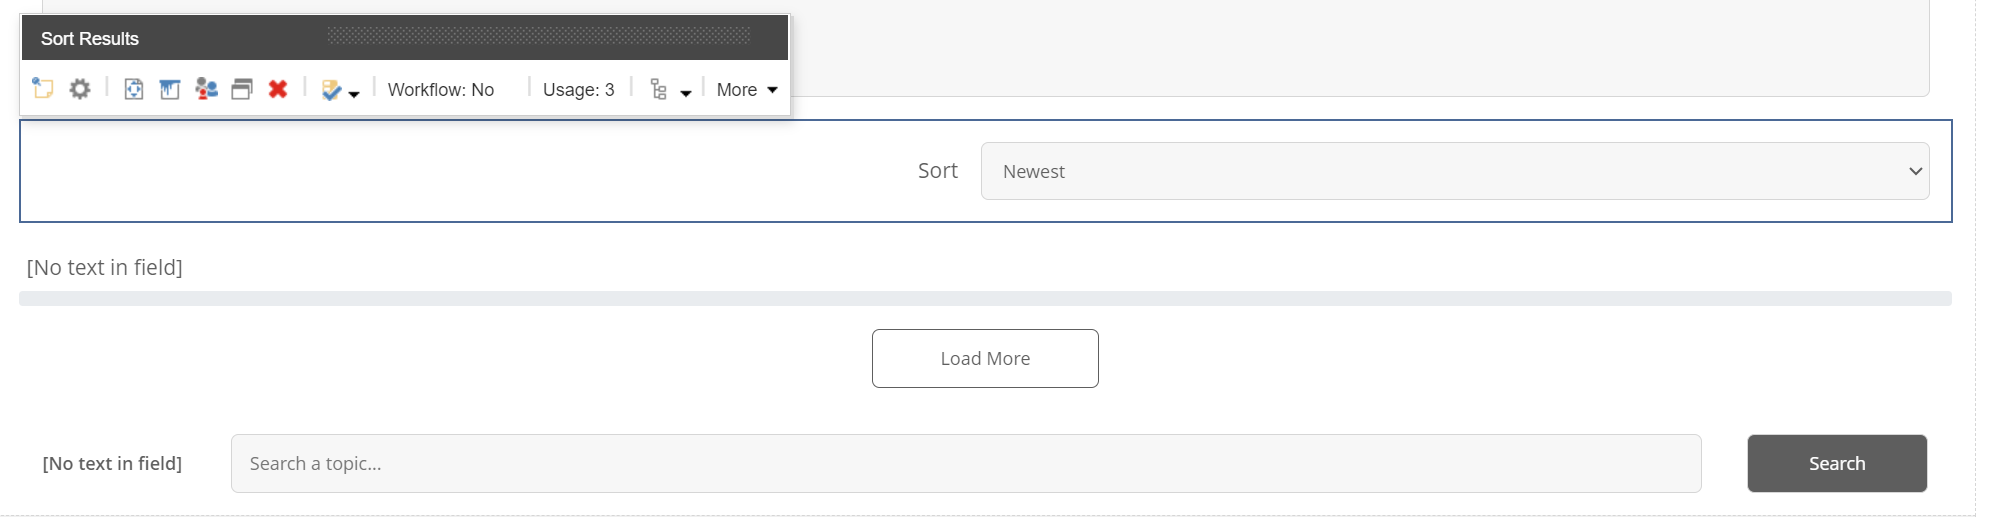 Sort Results
Workflow: No
Usage: 3
More
Sort
Newest
[No text in field]
Load More
[No text in field]
Search a topic...
Search